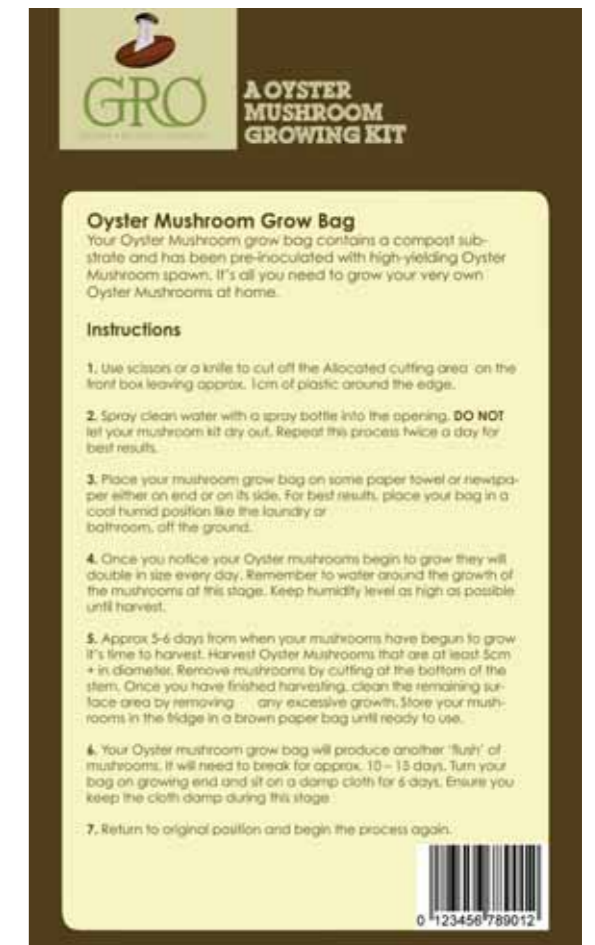 GRO
A OYSTER
MUSHROOM
GROWING KIT
Oyster Mushroom Grow Bag
Your Oyster Mushroom grow bag contains a compost sub-
strate and has been pre-inoculated with high-yielding Oyster
Mushroom spawn. It's all you need to grow your very own
Oyster Mushrooms at home.
Instructions
1. Use scissors or a knife to cut off the Allocated cutting area on the
front box leaving approx. 1cm of plastic around the edge.
2. Spray clean water with a spray bottle into the opening. DO NOT
let your mushroom kit dry out. Repeat this process twice a day for
best results.
3. Place your mushroom grow bag on some paper towel or newspa-
per either on end or on its side. For best results, place your bag in a
cool humid position like the laundry or
bathroom, off the ground.
4. Once you notice your Oyster mushrooms begin to grow they will
double in size every day. Remember to water around the growth of
the mushrooms at this stage. Keep humidity level as high as possible
until harvest.
5. Approx 5-6 days from when your mushrooms have begun to grow
it's time to harvest. Harvest Oyster Mushrooms that are at least 5cm
+ in diameter. Remove mushrooms by cutting at the bottom of the
stem. Once you have finished harvesting, clean the remaining sur-
face area by removing any excessive growth. Store your mush-
rooms in the fridge in a brown paper bag until ready to use.
6. Your Oyster mushroom grow bag will produce another 'flush' of
mushrooms. It will need to break for approx. 10 – 15 days. Turn your
bag on growing end and sit on a damp cloth for 6 days. Ensure you
keep the cloth damp during this stage
7. Return to original position and begin the process again.
0 123456 789012